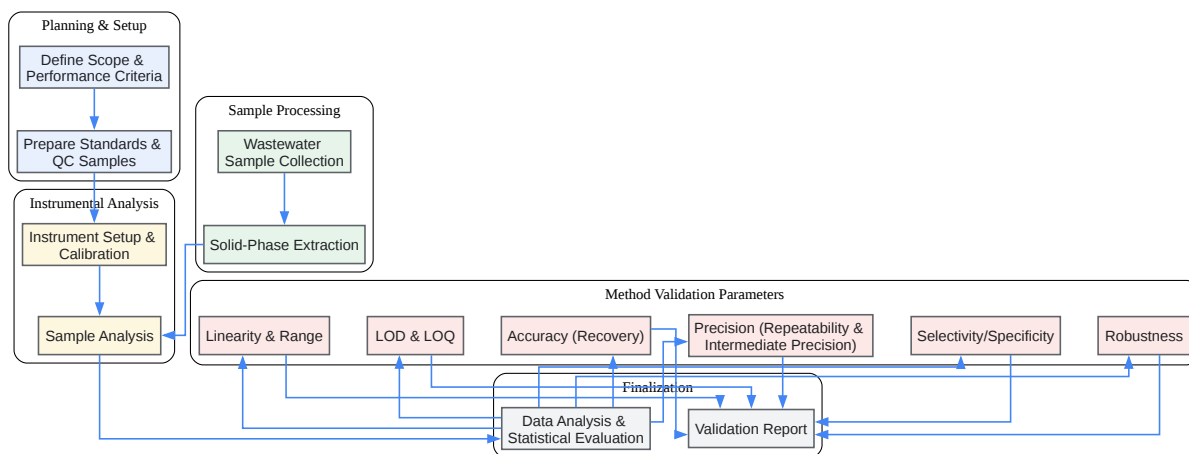 Planning & Setup
Define Scope &
Performance Criteria
Prepare Standards &
QC Samples
Sample Processing
Wastewater
Sample Collection
Solid-Phase Extraction
Instrumental Analysis
Instrument Setup &
Calibration
Sample Analysis
Method Validation Parameters
Linearity & Range
LOD & LOQ
Accuracy (Recovery)
Precision (Repeatability &
Intermediate Precision)
Selectivity/Specificity
Robustness
Finalization
Data Analysis &
Statistical Evaluation
Validation Report